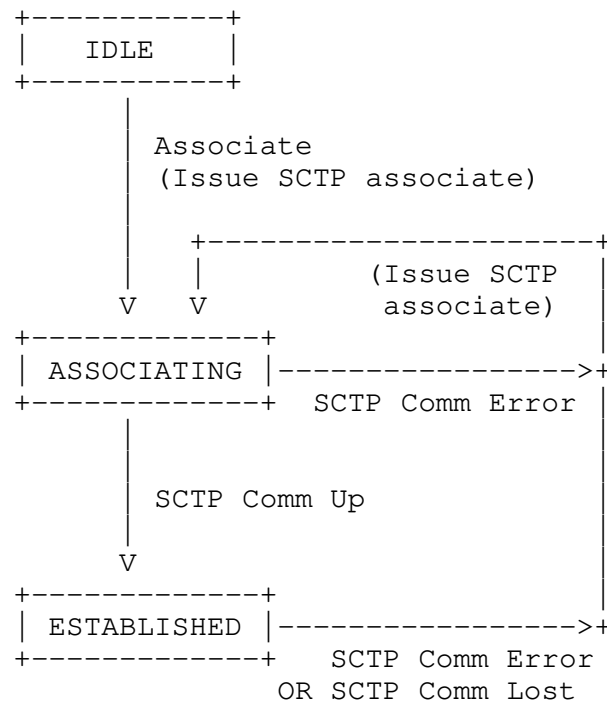 IDLE
Associate
(Issue SCTP associate)
(Issue SCTP
associate)
ASSOCIATING
SCTP Comm Error
SCTP Comm Up
ESTABLISHED
SCTP Comm Error
OR SCTP Comm Lost